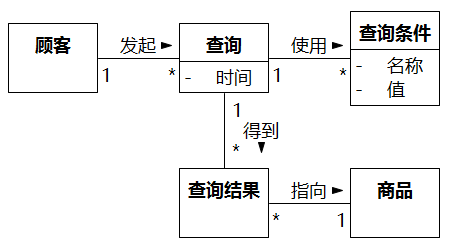 顾客
发起 ►
查询
- 时间
使用 ►
查询条件
- 名称
- 值
1
*
1
*
1
得到
▼
*
查询结果
指向 ►
商品
*
1